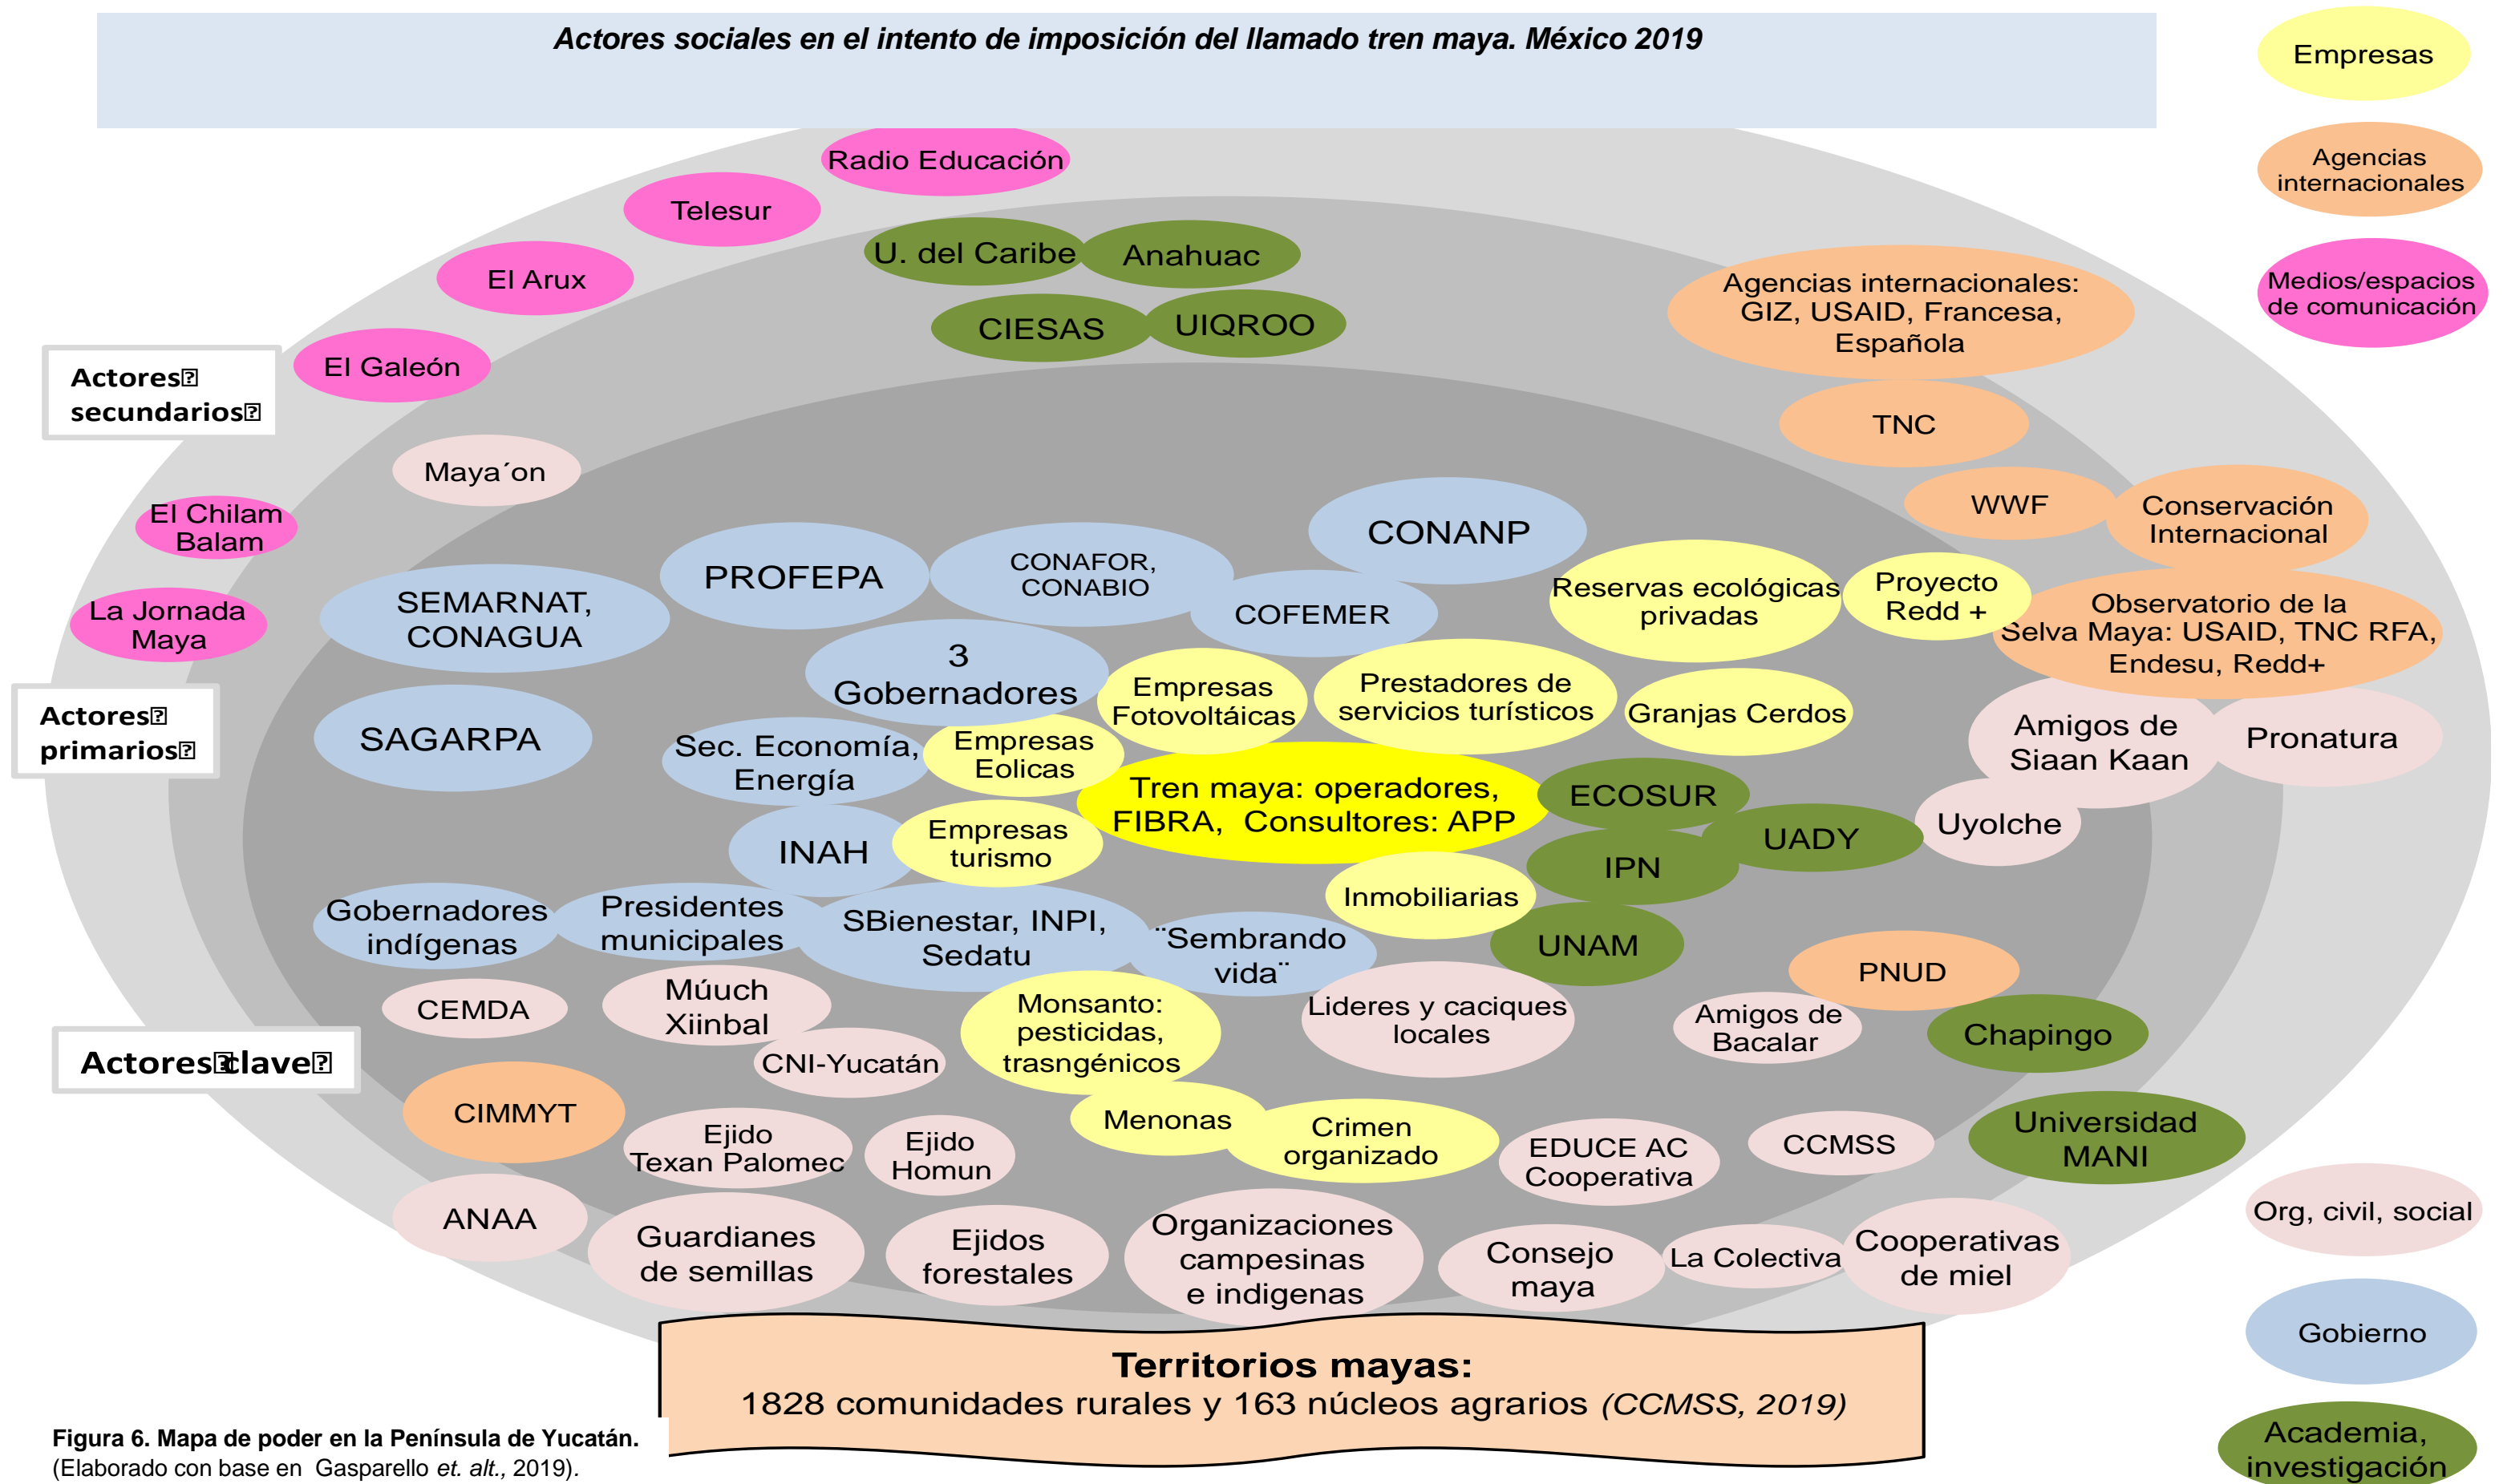 Actores sociales en el intento de imposición del llamado tren maya. México 2019
Empresas
Agencias
internacionales
Medios/espacios
de comunicación
Radio Educación
Telesur
El Arux
El Galeón
U. del Caribe
Anahuac
CIESAS
UIQROO
Agencias internacionales:
GIZ, USAID, Francesa,
Española
TNC
WWF
Conservación
Internacional
Actores
secundarios
Maya´on
El Chilam
Balam
La Jornada
Maya
SEMARNAT,
CONAGUA
PROFEPA
CONAFOR,
CONABIO
CONANP
COFEMER
Reservas ecológicas
privadas
Proyecto
Redd +
Observatorio de la
Selva Maya: USAID, TNC RFA,
Endesu, Redd+
3
Gobernadores
Empresas
Fotovoltáicas
Prestadores de
servicios turísticos
Granjas Cerdos
Amigos de
Siaan Kaan
Pronatura
Actores
primarios
SAGARPA
Sec. Economía,
Energía
Empresas
Eolicas
Tren maya: operadores,
FIBRA, Consultores: APP
ECOSUR
UADY
Uyolche
INAH
Empresas
turismo
IPN
Inmobiliarias
Gobernadores
indígenas
Presidentes
municipales
SBienestar, INPI,
Sedatu
¨Sembrando
vida¨
UNAM
PNUD
CEMDA
Múuch
Xiinbal
Monsanto:
pesticidas,
trasngénicos
Lideres y caciques
locales
Amigos de
Bacalar
Chapingo
Actores clave
CNI-Yucatán
CIMMYT
Ejido
Texan Palomec
Ejido
Homun
Menonas
Crimen
organizado
EDUCE AC
Cooperativa
CCMSS
Universidad
MANI
ANAA
Guardianes
de semillas
Ejidos
forestales
Organizaciones
campesinas
e indigenas
Consejo
maya
La Colectiva
Cooperativas
de miel
Org, civil, social
Gobierno
Academia,
investigación
Territorios mayas:
1828 comunidades rurales y 163 núcleos agrarios (CCMSS, 2019)
Figura 6. Mapa de poder en la Península de Yucatán.
(Elaborado con base en Gasparello et. alt., 2019).